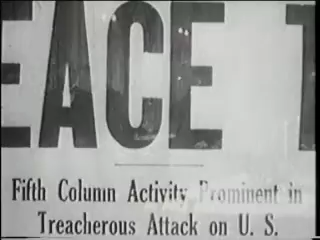 EACE T
Fifth Column Activity Prominent in
Treacherous Attack on U. S.